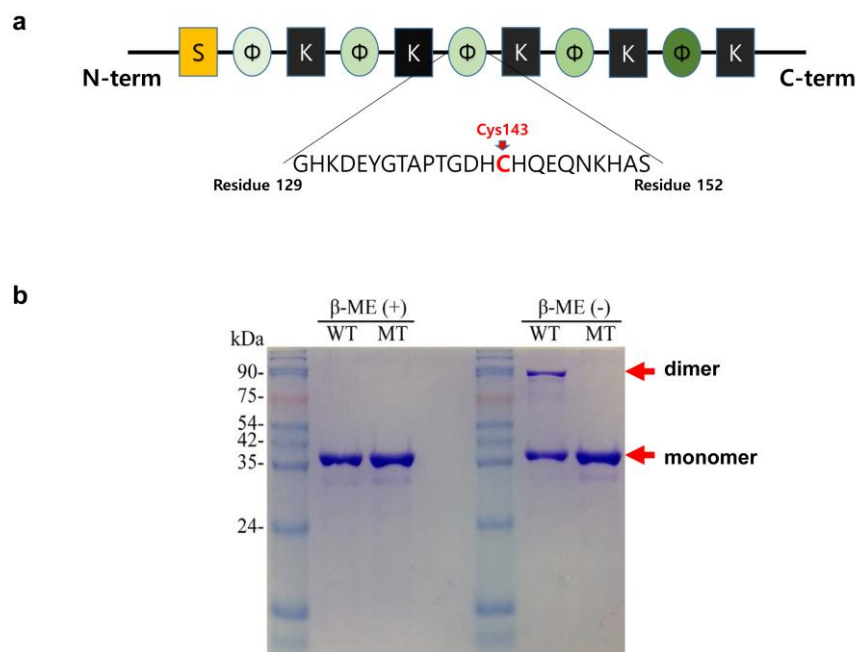 a
S Φ K Φ K Φ K Φ K Φ K
N-term C-term
Cys143
GHKDEYGTAPTGDHCHQEQNKHAS
Residue 129 Residue 152
b
β-ME (+) β-ME (-)
kDa WT MT WT MT
90- dimer
75-
54-
42-
35- monomer
24-